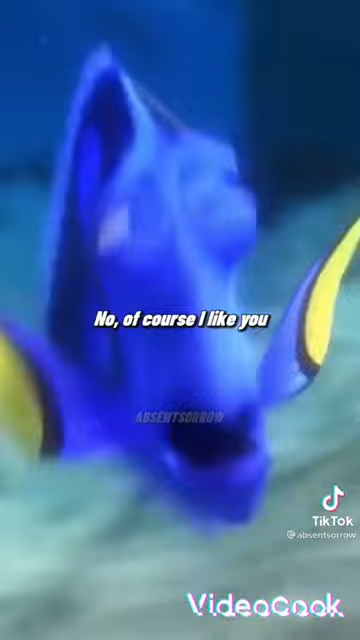 No, of course I like you
ABSENTSORROW
TikTok
@absentsorrow
VideoCook